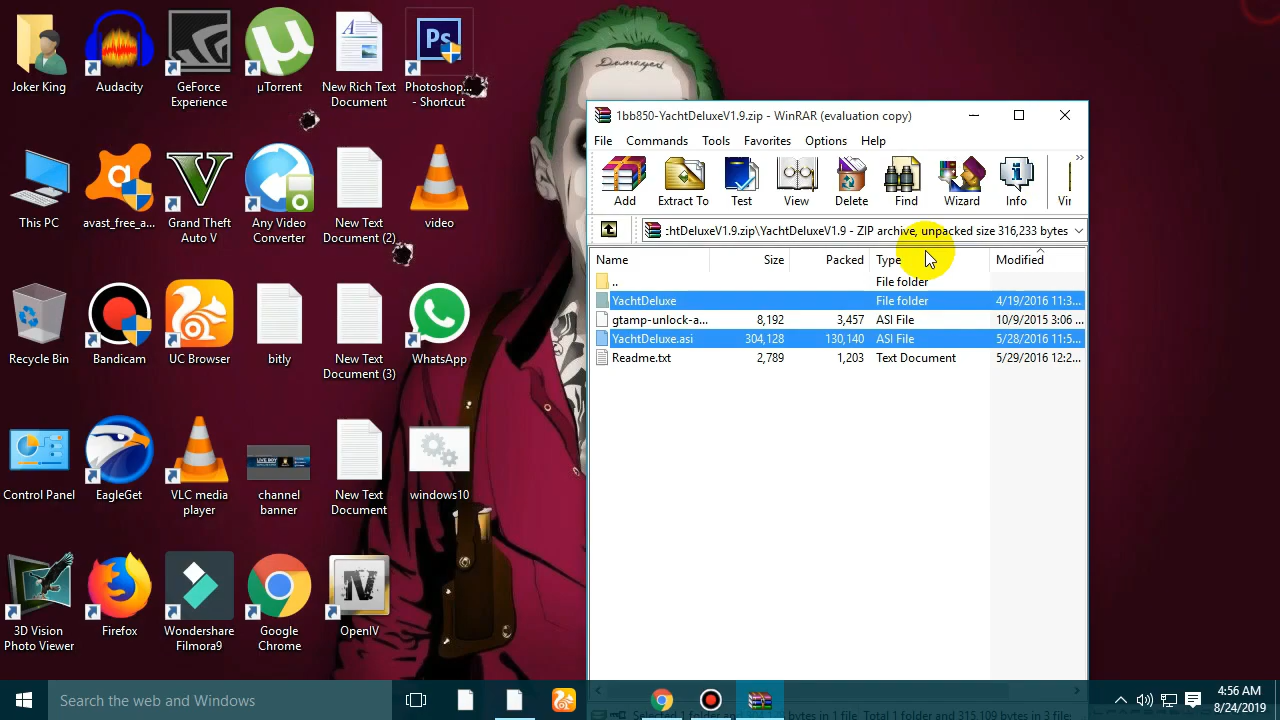 Joker King
Audacity
GeForce
Experience
µTorrent
New Rich Text
Document
Photoshop...
- Shortcut
This PC
avast_free_a...
Grand Theft
Auto V
Any Video
Converter
New Text
Document (2)
video
Recycle Bin
Bandicam
UC Browser
bitly
New Text
Document (3)
WhatsApp
Control Panel
EagleGet
VLC media
player
channel
banner
New Text
Document
windows10
3D Vision
Photo Viewer
Firefox
Wondershare
Filmora9
Google
Chrome
OpenIV
Damaged
1bb850-YachtDeluxeV1.9.zip - WinRAR (evaluation copy)
File Commands Tools Favorites Options Help
Add Extract To Test View Delete Find Wizard Info Vir
:htDeluxeV1.9.zip\YachtDeluxeV1.9 - ZIP archive, unpacked size 316,233 bytes
Name Size Packed Type Modified
.. File folder
YachtDeluxe File folder 4/19/2016 11:3...
gtamp-unlock-a... 8,192 3,457 ASI File 10/9/2015 3:06 ...
YachtDeluxe.asi 304,128 130,140 ASI File 5/28/2016 11:5...
Readme.txt 2,789 1,203 Text Document 5/29/2016 12:2...
Search the web and Windows
4:56 AM
8/24/2019